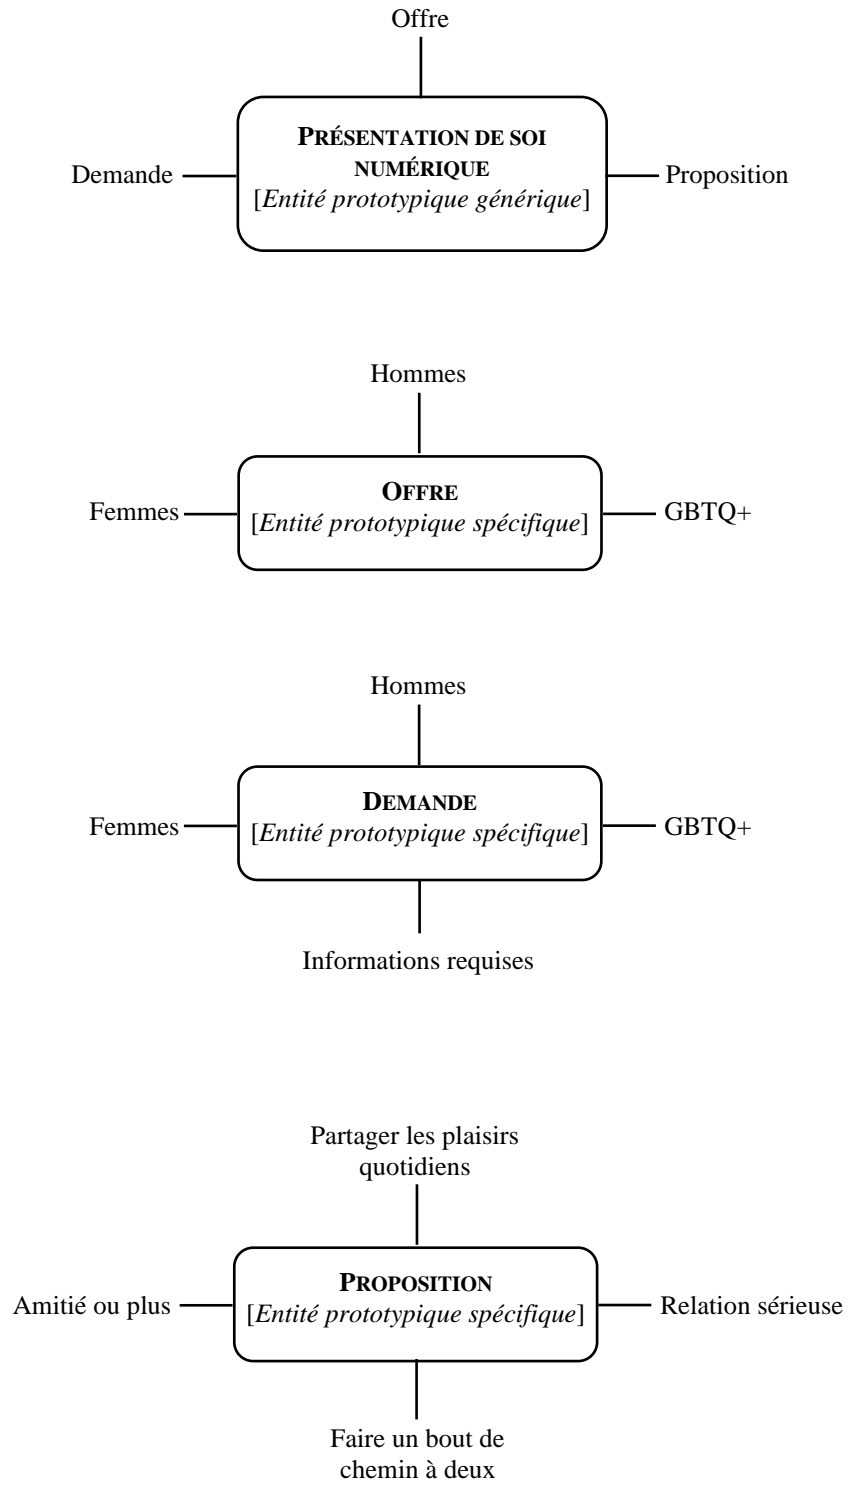 Offre
PRÉSENTATION DE SOI
NUMÉRIQUE
[Entité prototypique générique]
Demande
Proposition
Hommes
OFFRE
[Entité prototypique spécifique]
Femmes
GBTQ+
Hommes
DEMANDE
[Entité prototypique spécifique]
Femmes
GBTQ+
Informations requises
Partager les plaisirs
quotidiens
PROPOSITION
[Entité prototypique spécifique]
Amitié ou plus
Relation sérieuse
Faire un bout de
chemin à deux